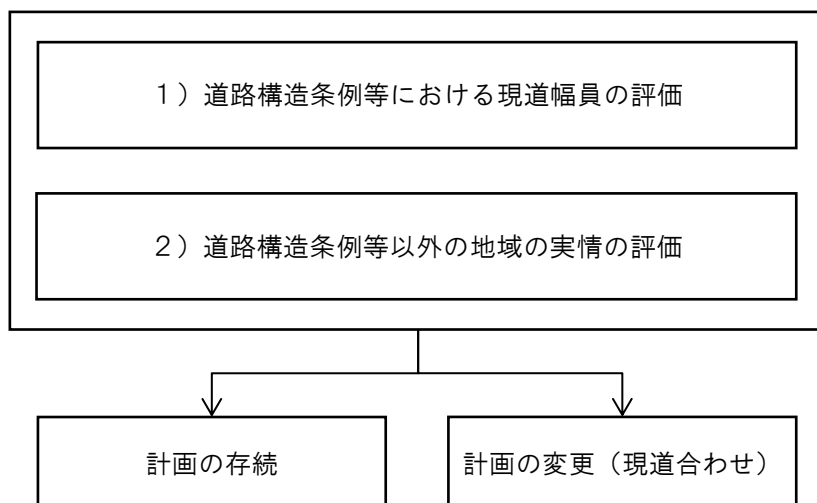 １）道路構造条例等における現道幅員の評価
２）道路構造条例等以外の地域の実情の評価
計画の存続
計画の変更（現道合わせ）